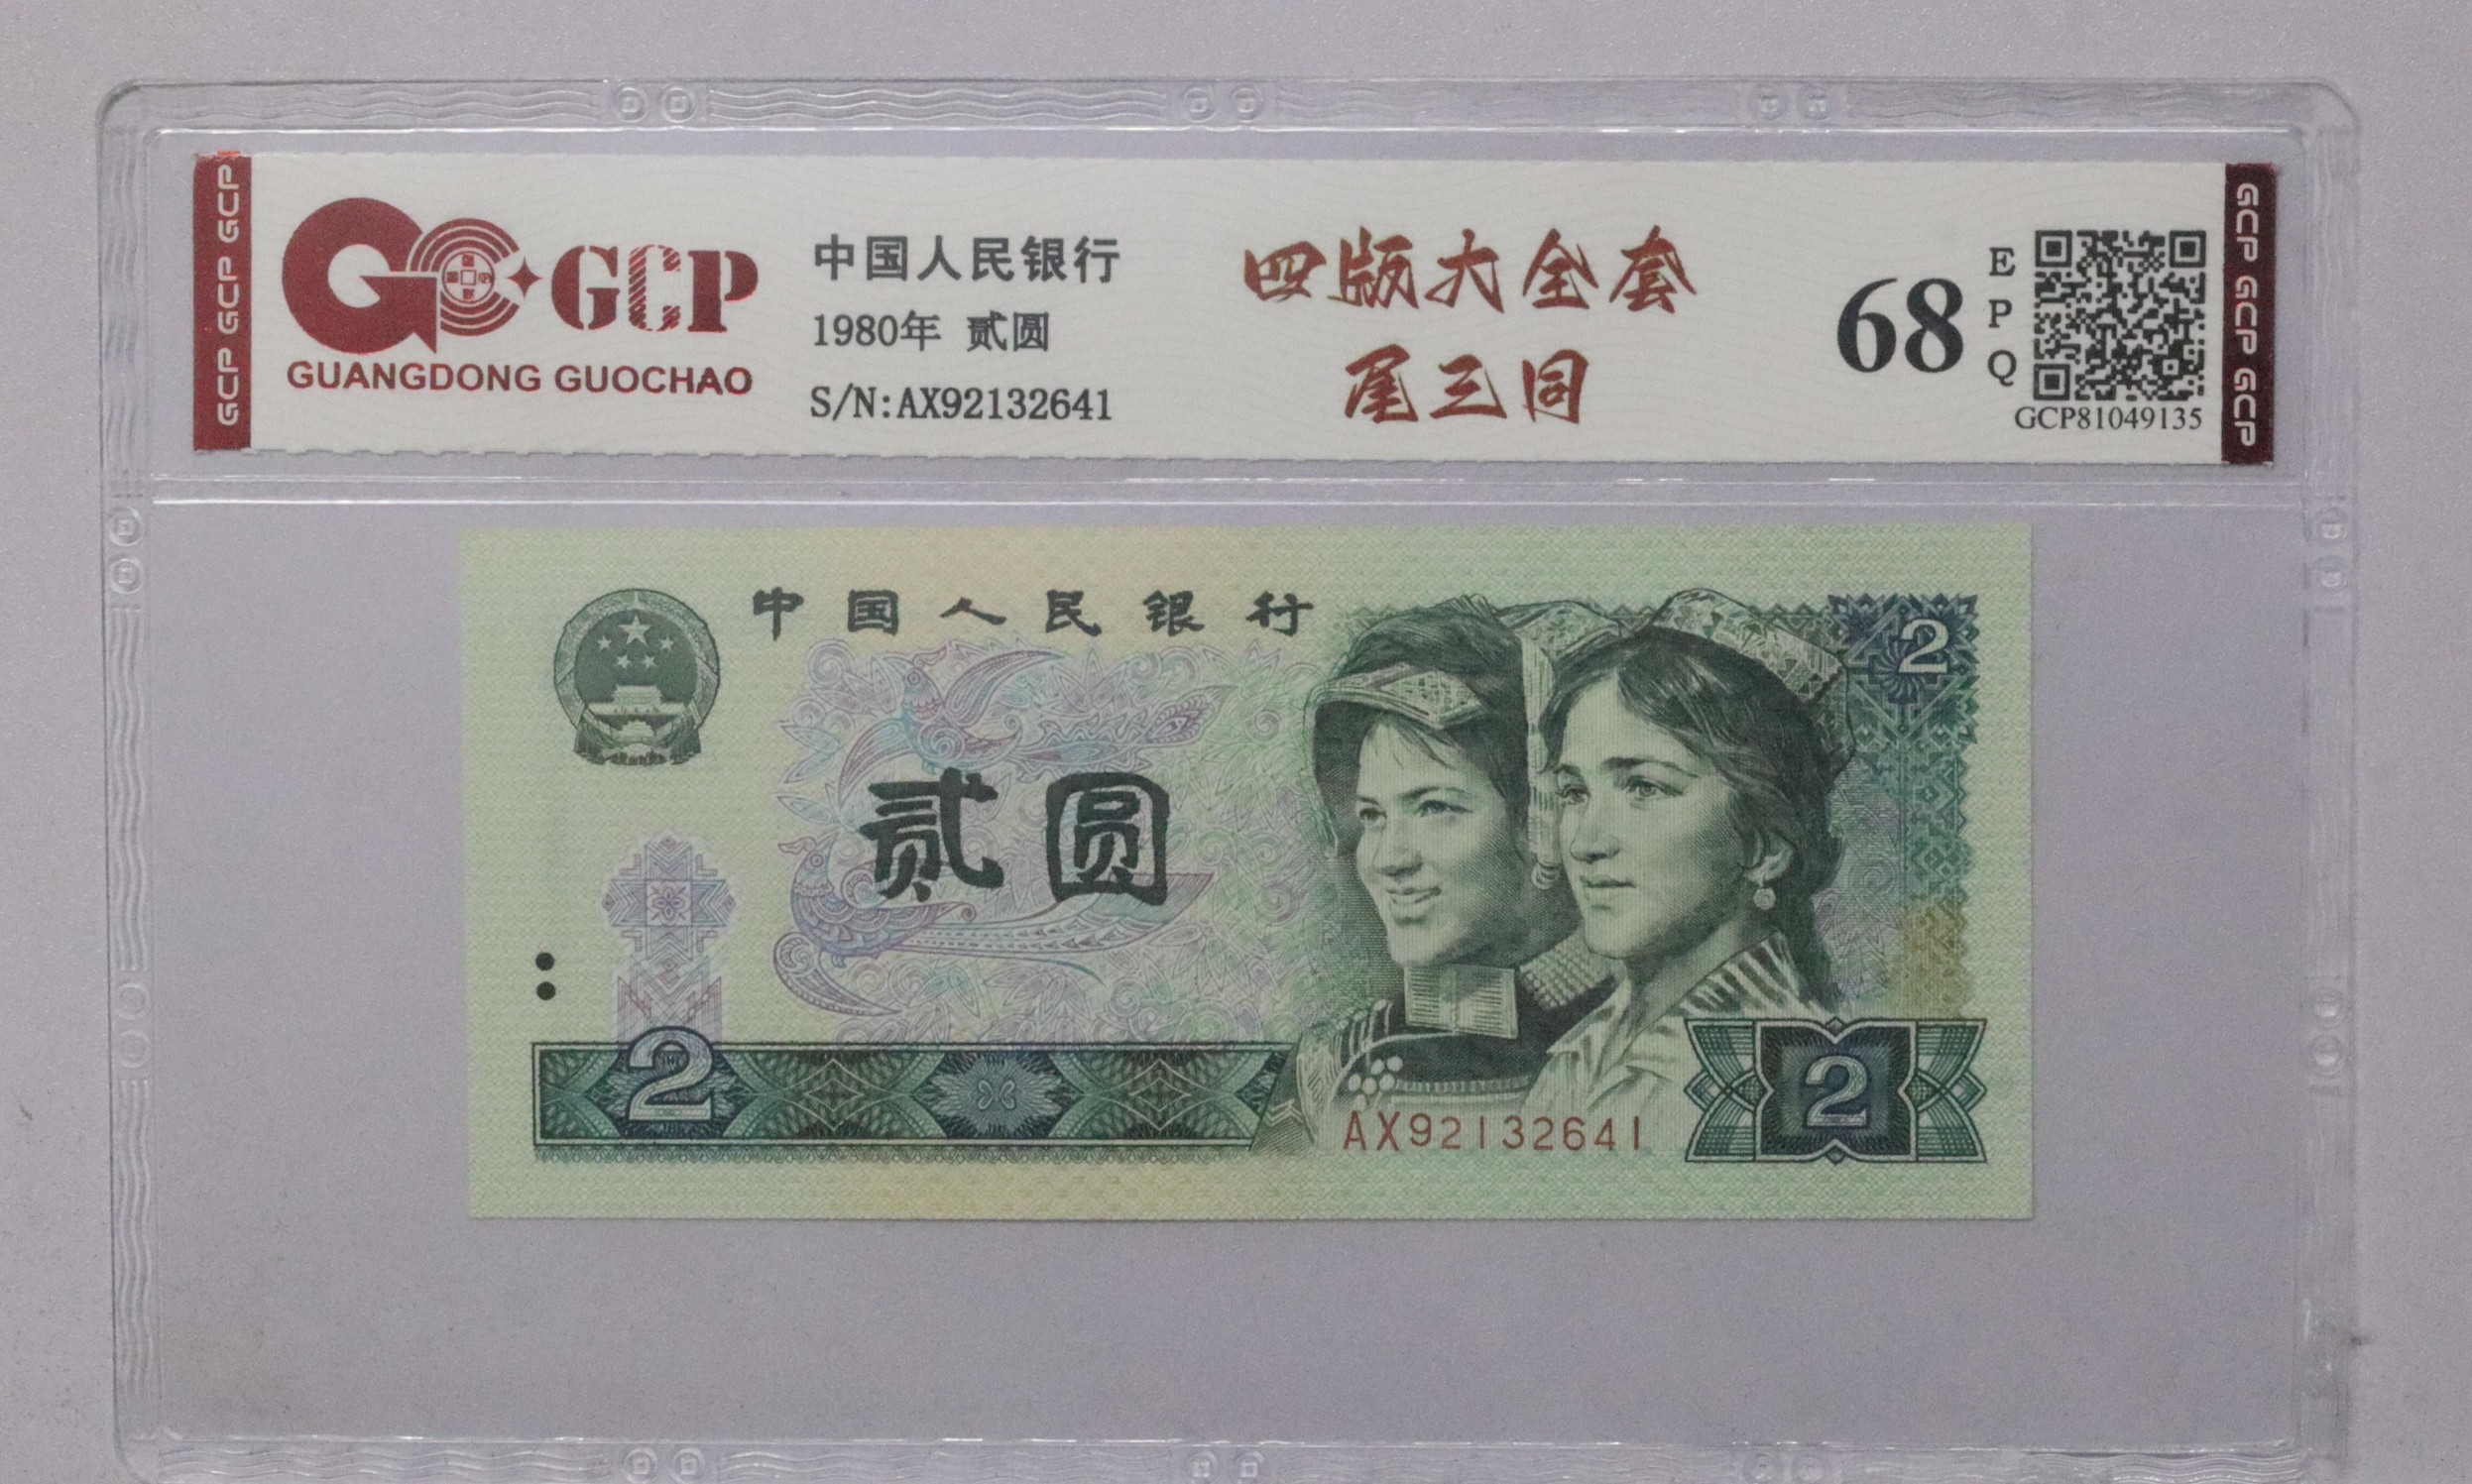 GCP GCP GCP
GCP
GUANGDONG GUOCHAO
中国人民银行
1980年 贰圆
S/N:AX92132641
四版大全套
尾三同
68
EPQ
GCP81049135
GCP GCP GCP GCP
中国人民银行
2
贰圆
2
AX92132641
2